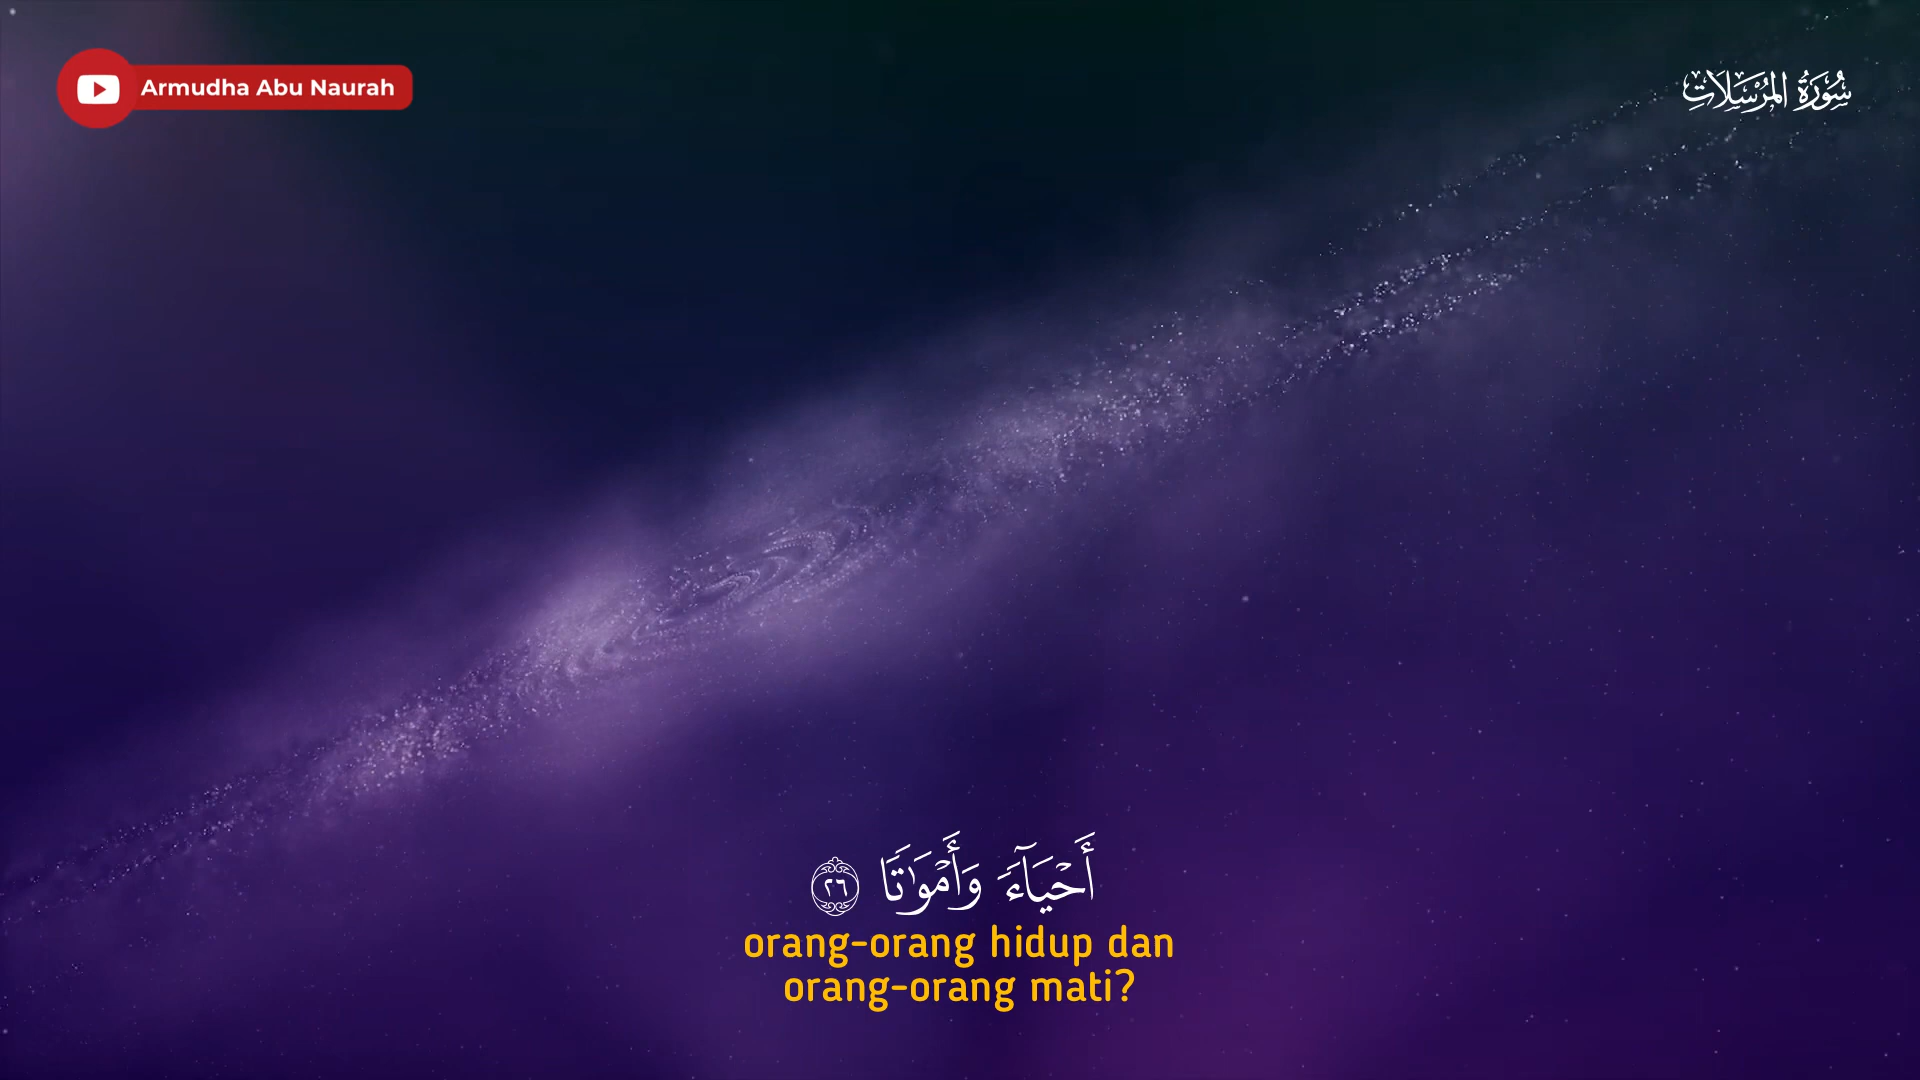 Armudha Abu Naurah
سُورَةُ المُرْسَلَات
أَحْيَآءً وَأَمْوَٰتًا ٢٦
orang-orang hidup dan
orang-orang mati?